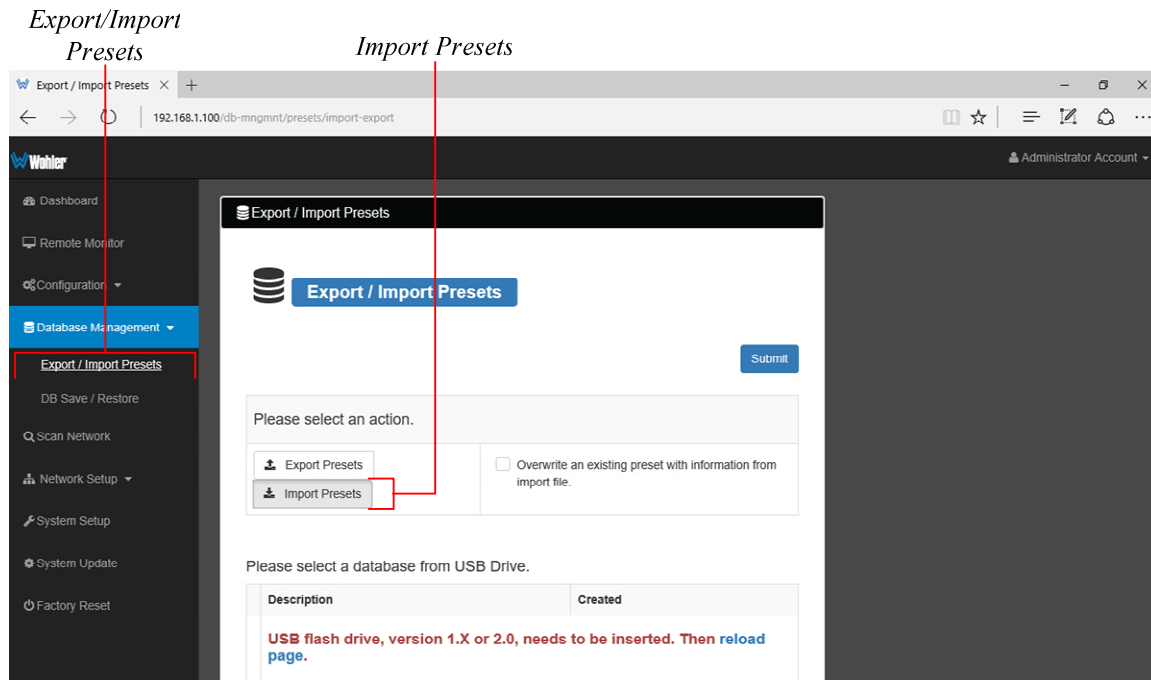 Export/Import
Presets
Import Presets
Export / Import Presets
192.168.1.100/db-mngmnt/presets/import-export
Wohler
Administrator Account
Dashboard
Remote Monitor
Configuration
Database Management
Export / Import Presets
DB Save / Restore
Scan Network
Network Setup
System Setup
System Update
Factory Reset
Export / Import Presets
Export / Import Presets
Submit
Please select an action.
Export Presets
Import Presets
Overwrite an existing preset with information from
import file.
Please select a database from USB Drive.
Description Created
USB flash drive, version 1.X or 2.0, needs to be inserted. Then reload
page.